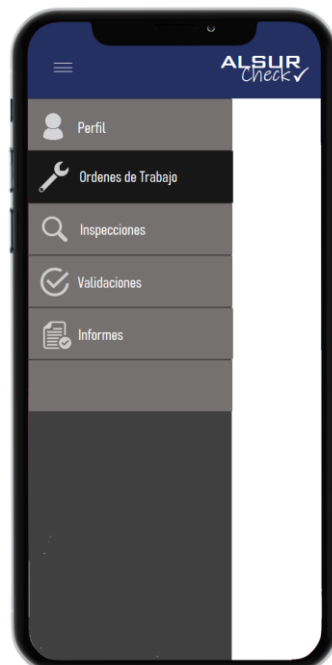 ALSUR
Check
Perfil
Ordenes de Trabajo
Inspecciones
Validaciones
Informes